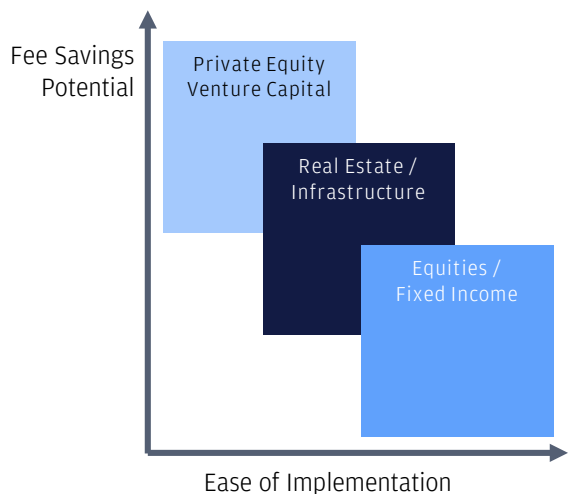 Fee Savings
Potential
Private Equity
Venture Capital
Real Estate /
Infrastructure
Equities /
Fixed Income
Ease of Implementation